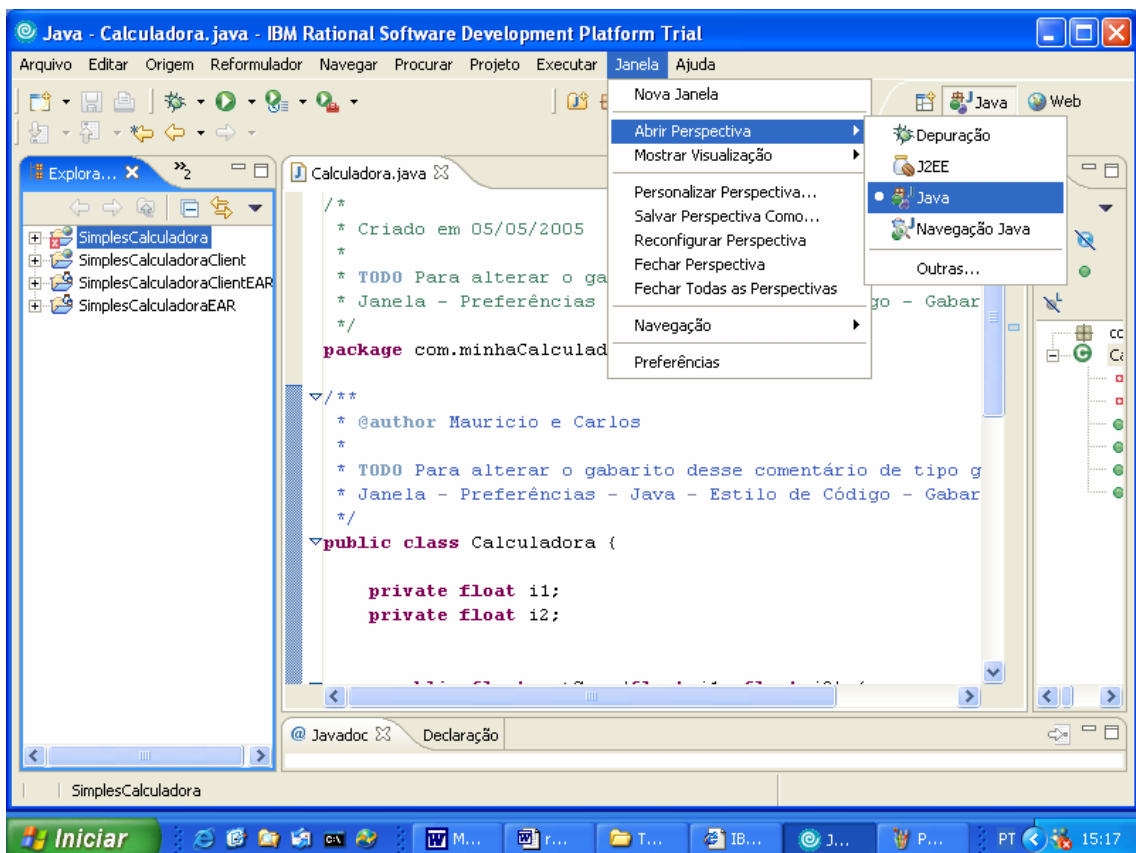 Java - Calculadora.java - IBM Rational Software Development Platform Trial
Arquivo Editar Origem Reformulador Navegar Procurar Projeto Executar Janela Ajuda
Java
Web
Nova Janela
Abrir Perspectiva
Mostrar Visualização
Personalizar Perspectiva...
Salvar Perspectiva Como...
Reconfigurar Perspectiva
Fechar Perspectiva
Fechar Todas as Perspectivas
Navegação
Preferências
Depuração
J2EE
Java
Navegação Java
Outras...
Explora...
2
SimplesCalculadora
SimplesCalculadoraClient
SimplesCalculadoraClientEAR
SimplesCalculadoraEAR
Calculadora.java
/*
* Criado em 05/05/2005
*
* TODO Para alterar o ga
* Janela - Preferências go - Gabar
*/
package com.minhaCalculad
/**
* @author Mauricio e Carlos
*
* TODO Para alterar o gabarito desse comentário de tipo g
* Janela - Preferências - Java - Estilo de Código - Gabar
*/
public class Calculadora {
private float i1;
private float i2;
@ Javadoc
Declaração
SimplesCalculadora
Iniciar
M...
r...
T...
IB...
J...
P...
PT
15:17